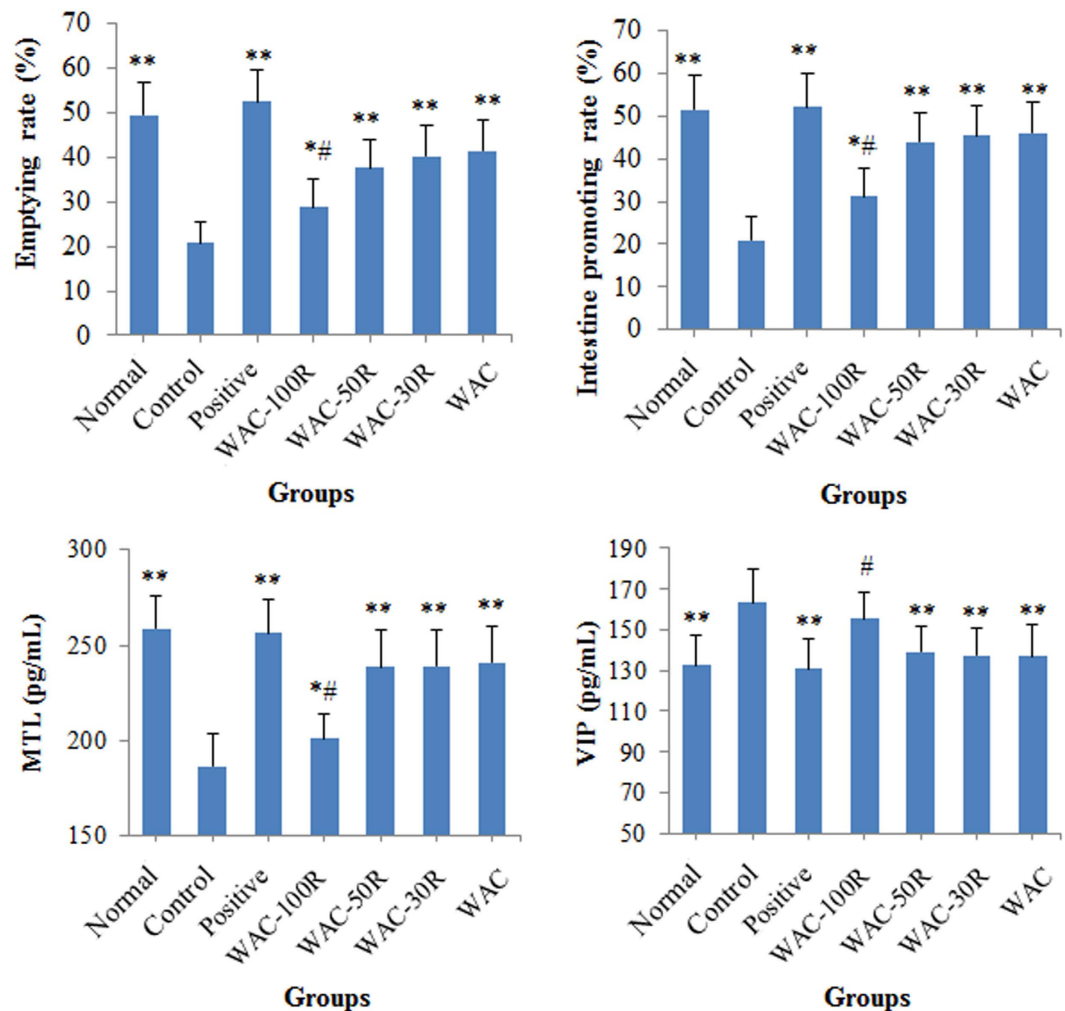 Emptying rate (%)
70
60
50
40
30
20
10
0
**
**
*#
**
**
**
Normal
Control
Positive
WAC-100R
WAC-50R
WAC-30R
WAC
Groups
Intestine promoting rate (%)
70
60
50
40
30
20
10
0
**
**
*#
**
**
**
Normal
Control
Positive
WAC-100R
WAC-50R
WAC-30R
WAC
Groups
MTL (pg/mL)
300
250
200
150
**
**
*#
**
**
**
Normal
Control
Positive
WAC-100R
WAC-50R
WAC-30R
WAC
Groups
VIP (pg/mL)
190
170
150
130
110
90
70
50
**
**
#
**
**
**
Normal
Control
Positive
WAC-100R
WAC-50R
WAC-30R
WAC
Groups